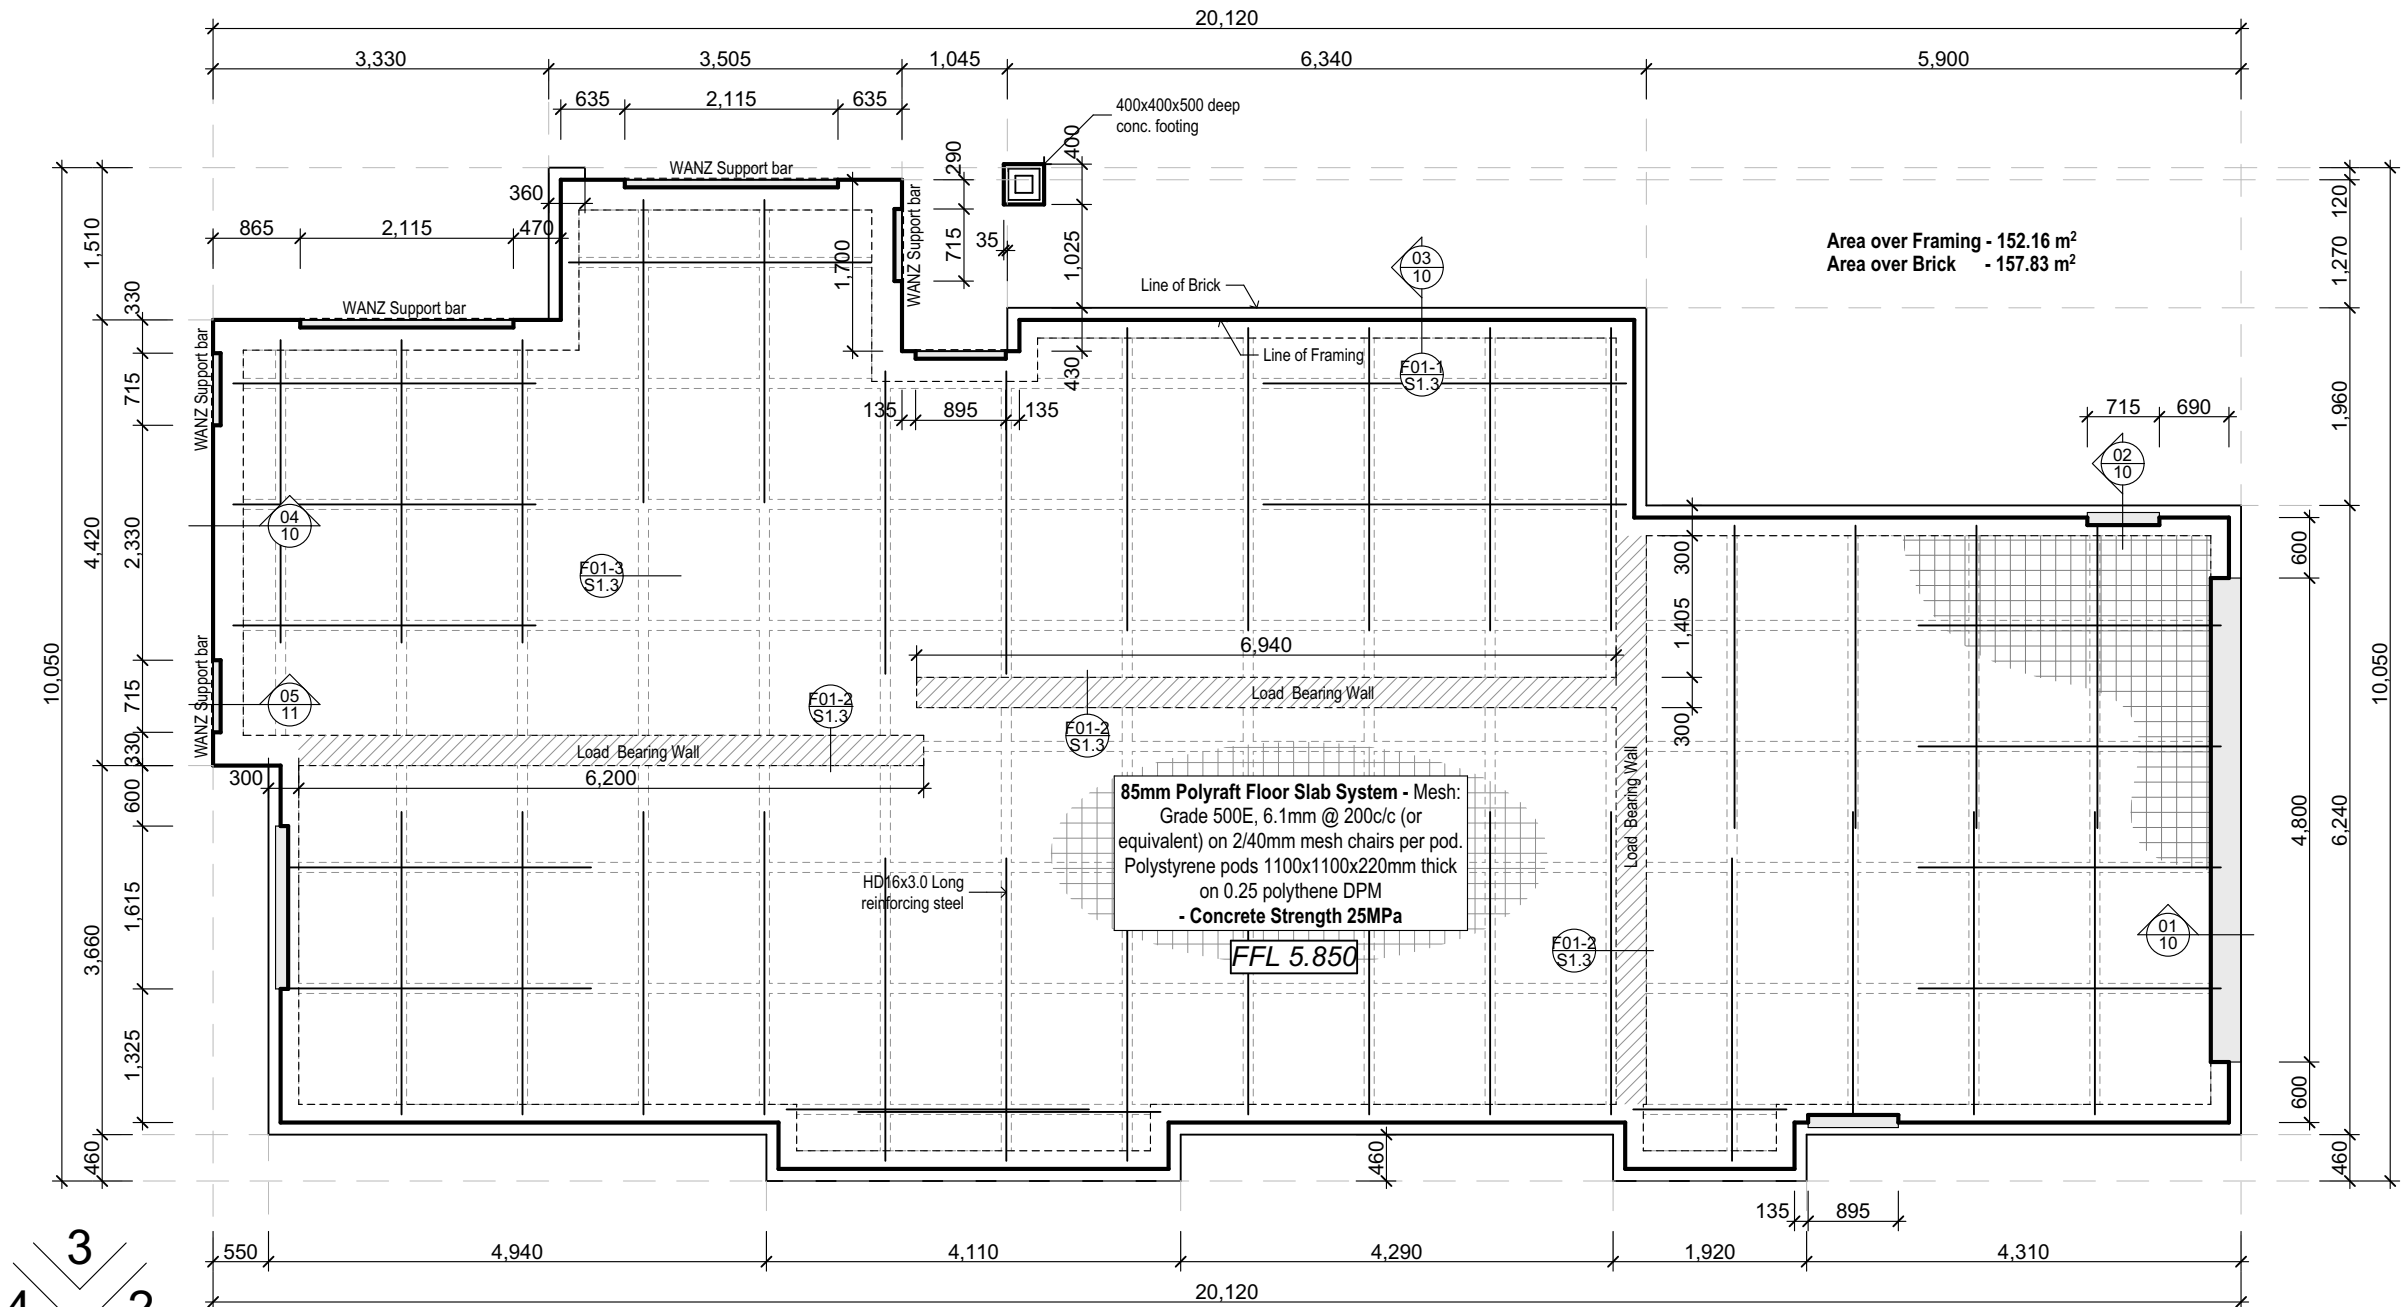 20,120
3,330
3,505
1,045
6,340
5,900
635
2,115
635
400x400x500 deep
conc. footing
400
290
WANZ Support bar
360
120
865
2,115
470
1,510
1,700
WANZ Support bar
715
35
1,025
03
10
Area over Framing - 152.16 m²
Area over Brick - 157.83 m²
1,270
Line of Brick
330
WANZ Support bar
WANZ Support bar
Line of Framing
430
F01-1
S1.3
715
135
895
135
715
690
1,960
02
10
04
10
4,420
2,330
F01-3
S1.3
300
600
1,405
6,940
10,050
10,050
WANZ Support bar
715
05
11
F01-2
S1.3
Load Bearing Wall
F01-2
S1.3
300
330
Load Bearing Wall
300
6,200
600
Load Bearing Wall
4,800
6,240
85mm Polyraft Floor Slab System - Mesh:
Grade 500E, 6.1mm @ 200c/c (or
equivalent) on 2/40mm mesh chairs per pod.
Polystyrene pods 1100x1100x220mm thick
on 0.25 polythene DPM
- Concrete Strength 25MPa
HD16x3.0 Long
reinforcing steel
1,615
3,660
FFL 5.850
F01-2
S1.3
01
10
1,325
600
460
460
460
135
895
3
550
4,940
4,110
4,290
1,920
4,310
4
2
20,120